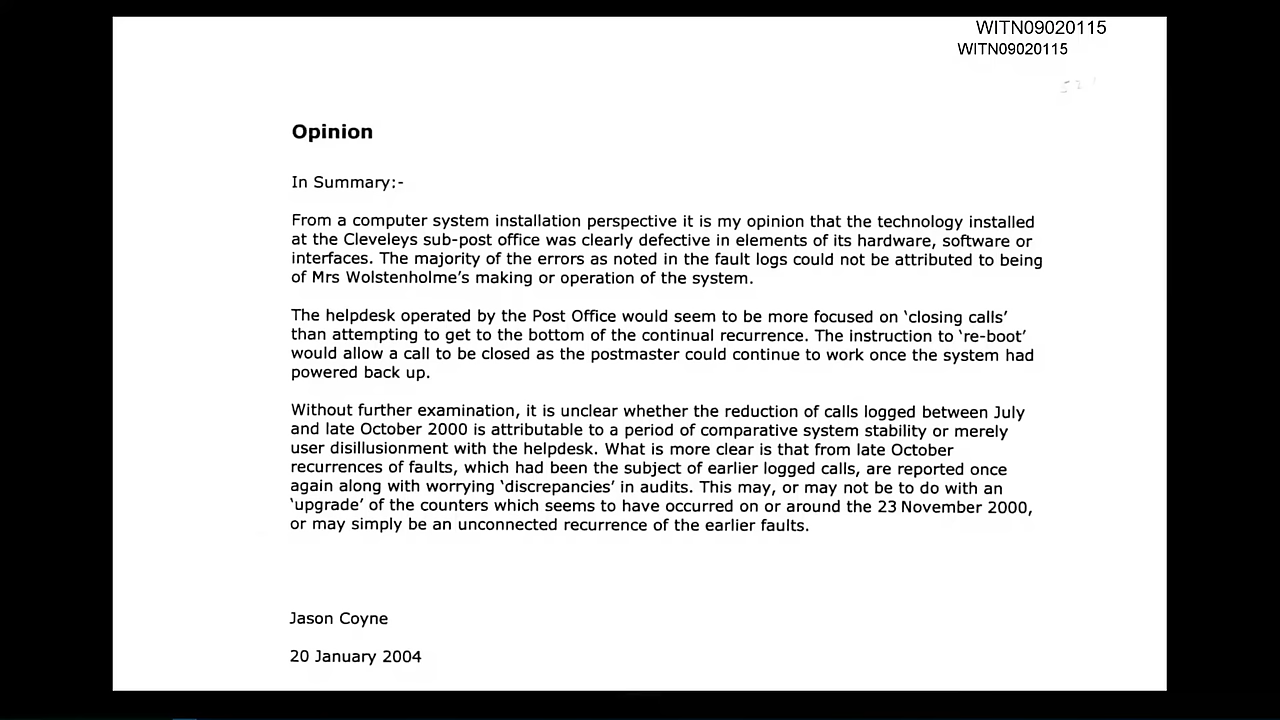 WITN09020115
WITN09020115
Opinion
In Summary:-
From a computer system installation perspective it is my opinion that the technology installed
at the Cleveleys sub-post office was clearly defective in elements of its hardware, software or
interfaces. The majority of the errors as noted in the fault logs could not be attributed to being
of Mrs Wolstenholme’s making or operation of the system.
The helpdesk operated by the Post Office would seem to be more focused on ‘closing calls’
than attempting to get to the bottom of the continual recurrence. The instruction to ‘re-boot’
would allow a call to be closed as the postmaster could continue to work once the system had
powered back up.
Without further examination, it is unclear whether the reduction of calls logged between July
and late October 2000 is attributable to a period of comparative system stability or merely
user disillusionment with the helpdesk. What is more clear is that from late October
recurrences of faults, which had been the subject of earlier logged calls, are reported once
again along with worrying ‘discrepancies’ in audits. This may, or may not be to do with an
‘upgrade’ of the counters which seems to have occurred on or around the 23 November 2000,
or may simply be an unconnected recurrence of the earlier faults.
Jason Coyne
20 January 2004